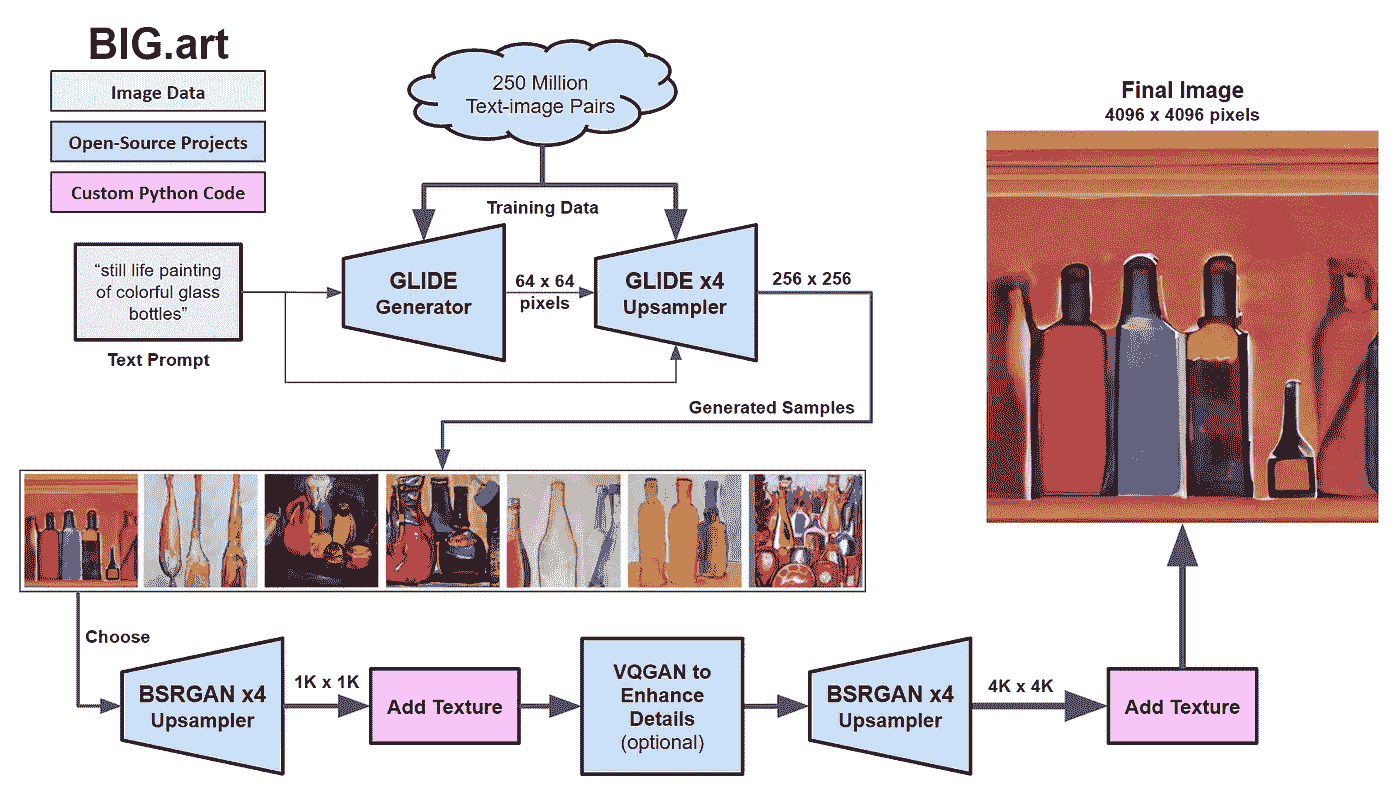 BIG.art
Image Data
Open-Source Projects
Custom Python Code
250 Million
Text-image Pairs
Training Data
“still life painting
of colorful glass
bottles”
Text Prompt
GLIDE
Generator
64 x 64
pixels
GLIDE x4
Upsampler
256 x 256
Generated Samples
Choose
BSRGAN x4
Upsampler
1K x 1K
Add Texture
VQGAN to
Enhance
Details
(optional)
BSRGAN x4
Upsampler
4K x 4K
Add Texture
Final Image
4096 x 4096 pixels